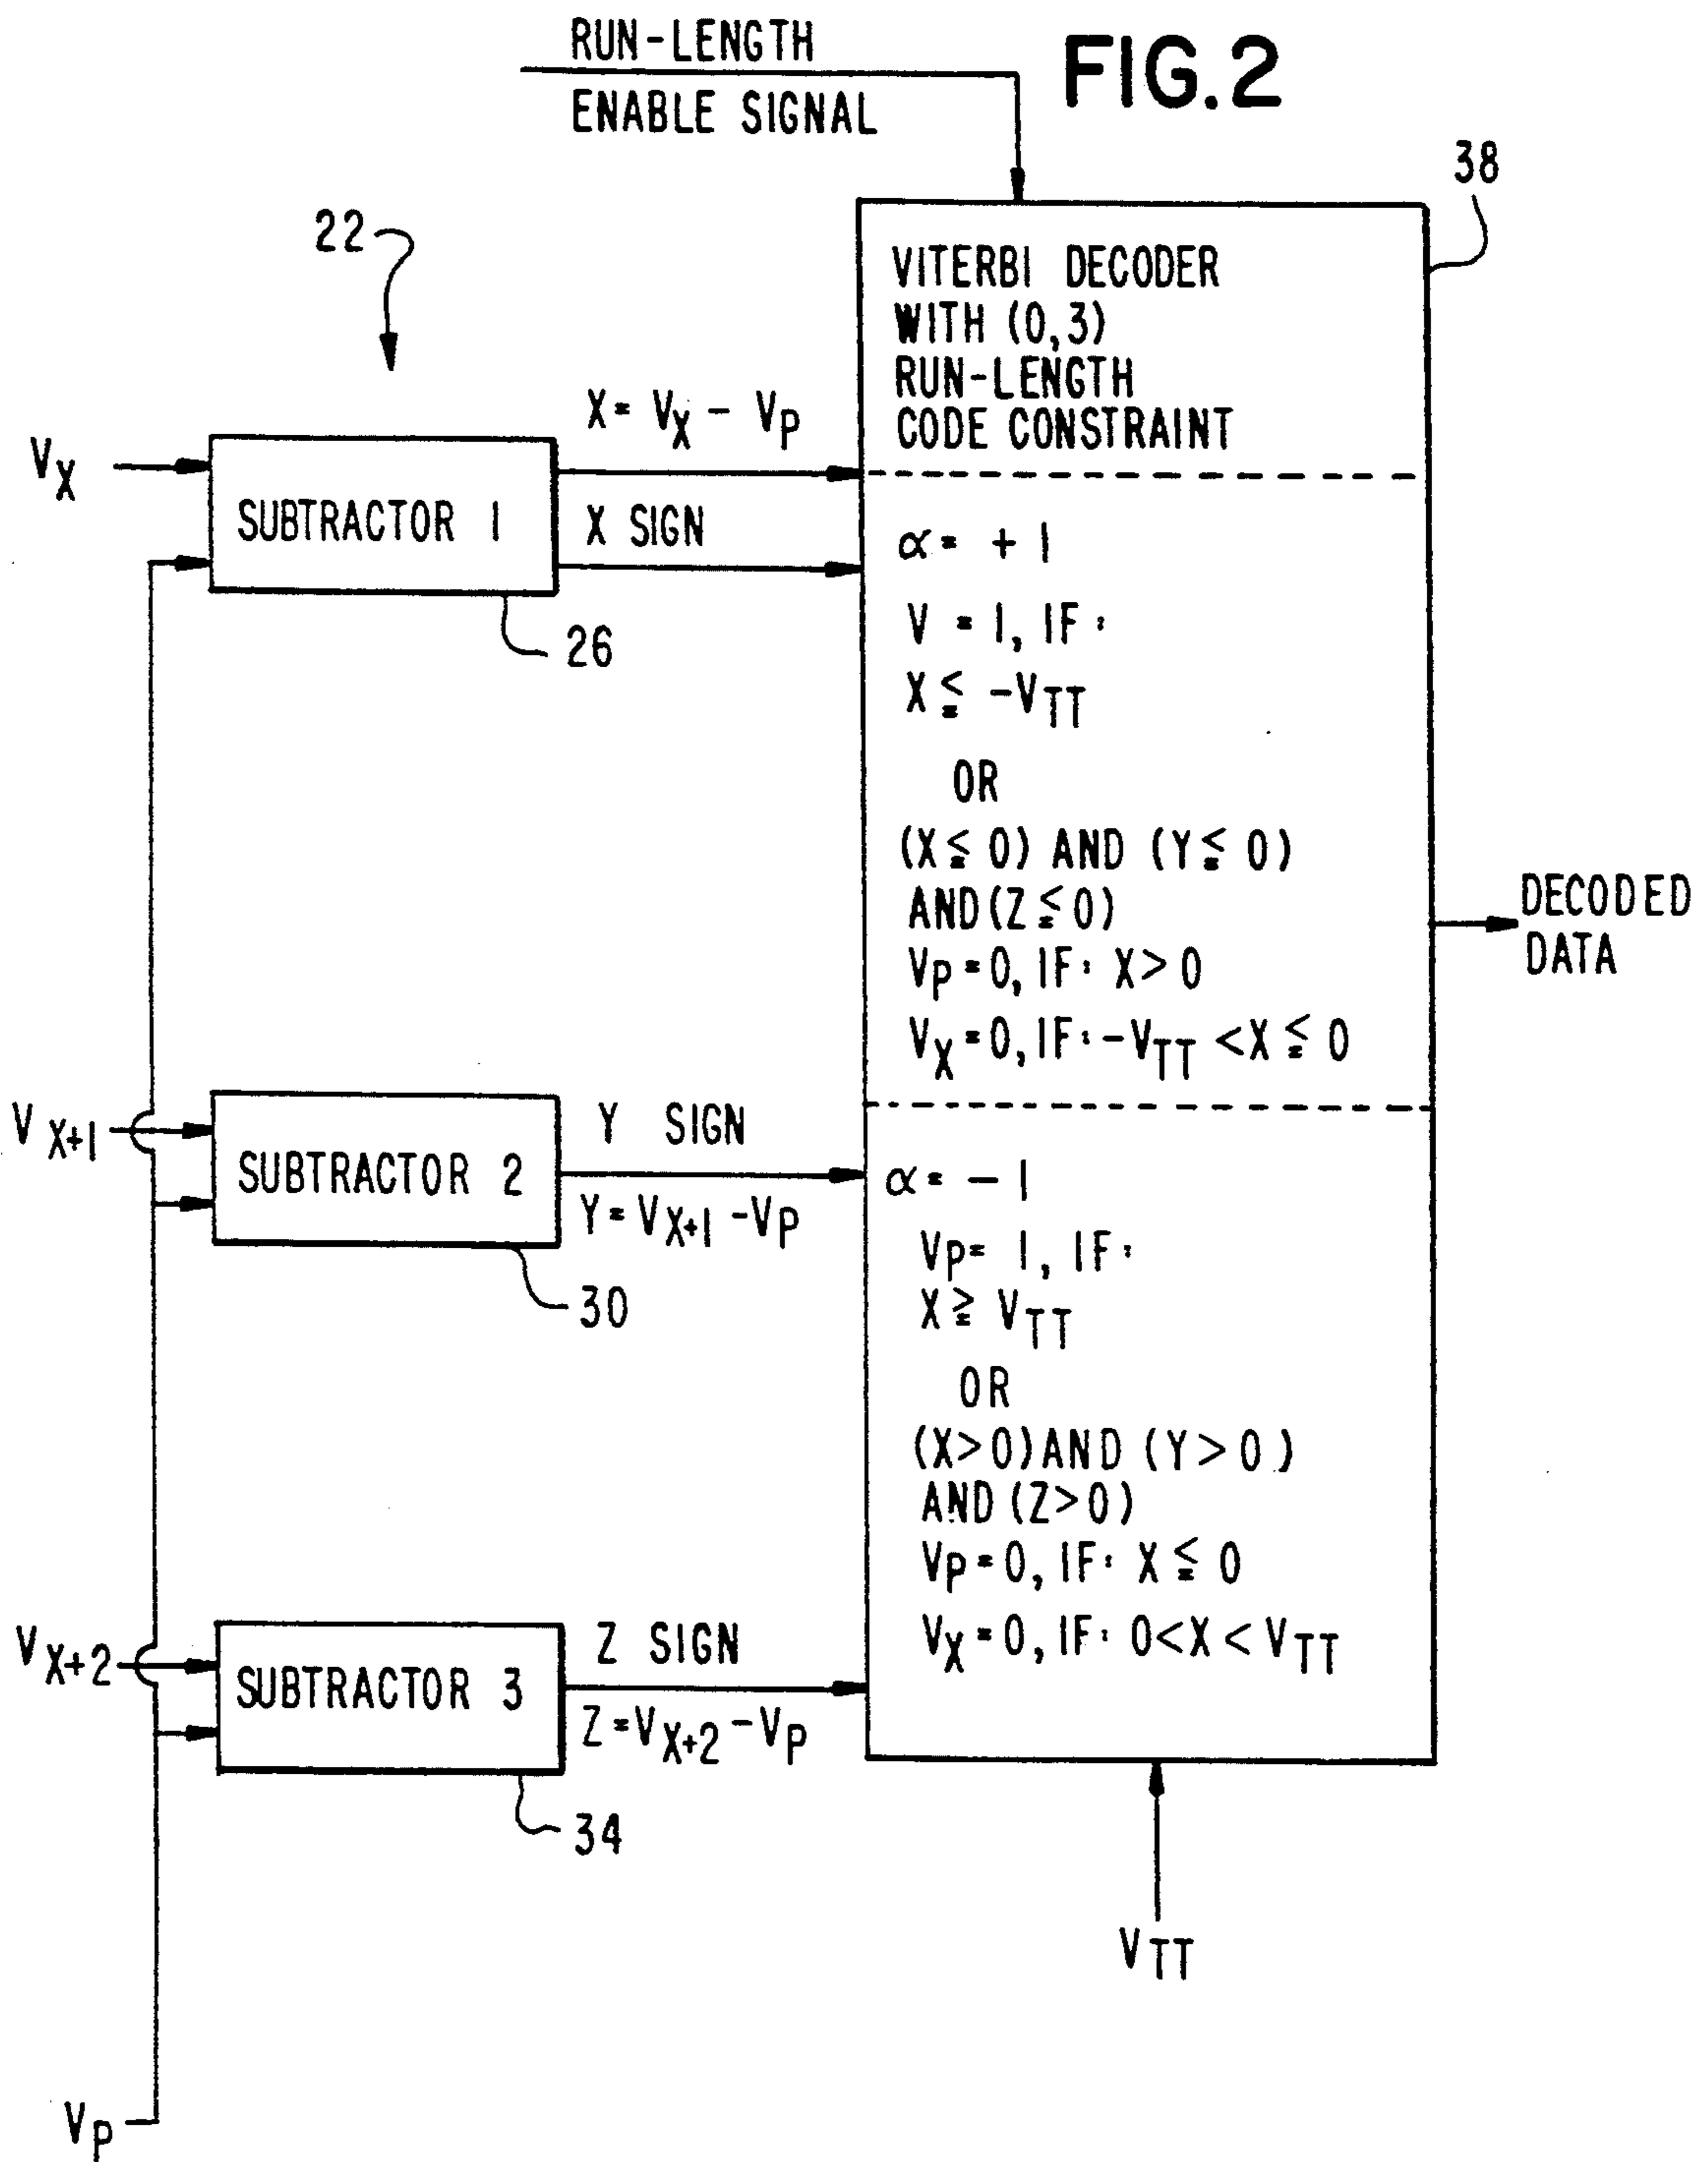 RUN-LENGTH
ENABLE SIGNAL
FIG.2
38
22
VITERBI DECODER
WITH (0,3)
RUN-LENGTH
CODE CONSTRAINT
VX
SUBTRACTOR 1
X = VX - VP
X SIGN
26
α = + 1
V = 1, IF:
X ≦ -VTT
OR
(X ≦ 0) AND (Y ≦ 0)
AND (Z ≦ 0)
VP = 0, IF: X > 0
VX = 0, IF: -VTT < X ≦ 0
DECODED
DATA
VX+1
SUBTRACTOR 2
Y SIGN
Y = VX+1 - VP
30
α = - 1
VP = 1, IF:
X ≧ VTT
OR
(X > 0) AND (Y > 0)
AND (Z > 0)
VP = 0, IF: X ≦ 0
VX = 0, IF: 0 < X < VTT
VX+2
SUBTRACTOR 3
Z SIGN
Z = VX+2 - VP
34
VTT
VP